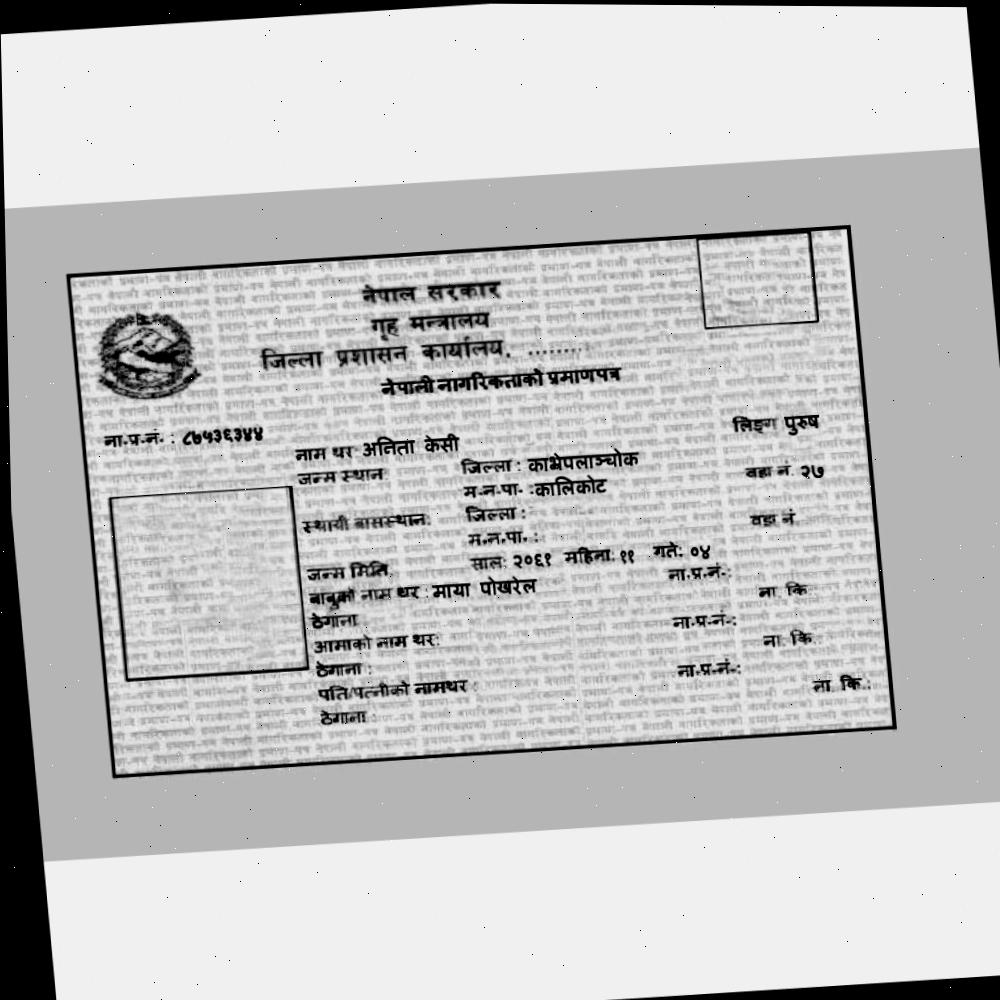 नेपाल सरकार
गृह मन्त्रालय
जिल्ला प्रशासन कार्यालय, .........
नेपाली नागरिकताको प्रमाणपत्र
ना.प्र.नं. : ८७५३६३४४
लिङ्ग पुरुष
नाम थर अनिता केसी
जन्म स्थान: जिल्ला : काभ्रेपलाञ्चोक वडा नं. २७
म.न.पा. :कालिकोट
स्थायी बासस्थान: जिल्ला : वडा नं
म.न.पा. :
जन्म मिति: साल: २०६१ महिना: ११ गते: ०४
बाबुको नाम थर : माया पोखरेल ना.प्र.नं.:
ठेगाना : ना. कि
आमाको नाम थर: ना.प्र.नं.:
ठेगाना : ना. कि.:
पति/पत्नीको नामथर : ना.प्र.नं.:
ठेगाना : ना. कि.: